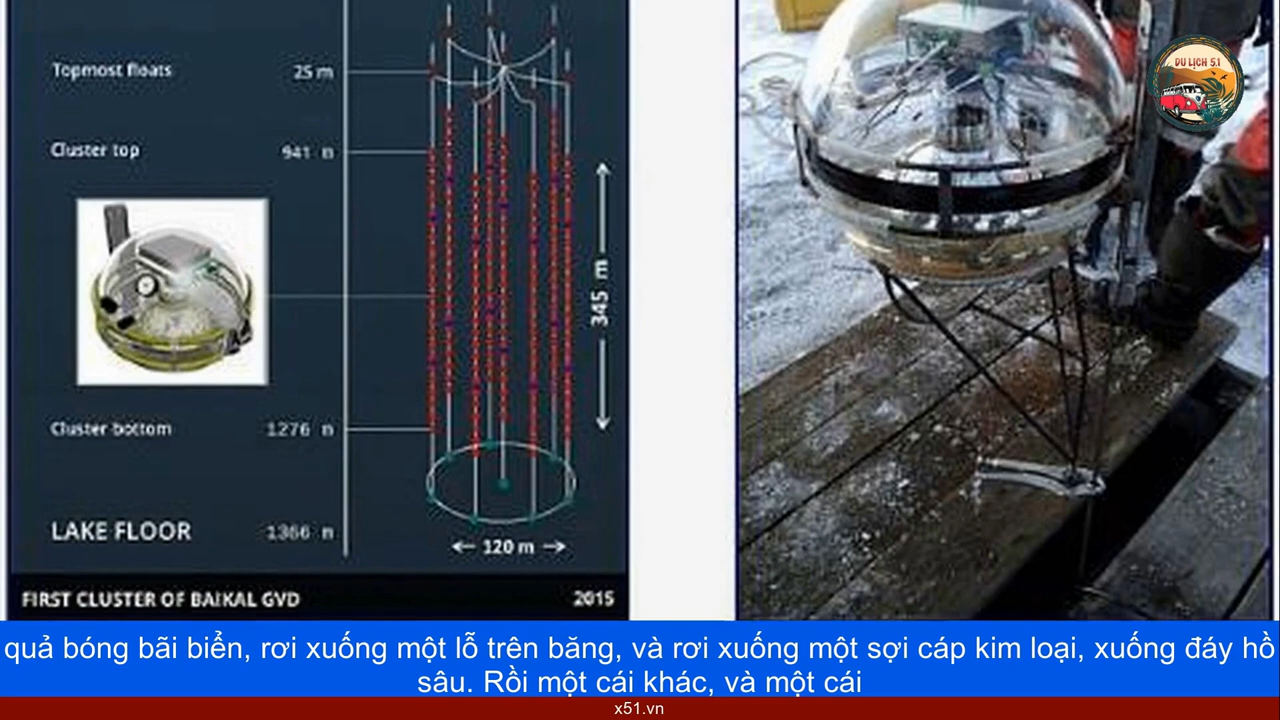 Topmost floats 25 m
Cluster top 941 m
345 m
Cluster bottom 1276 m
LAKE FLOOR 1366 m
120 m
FIRST CLUSTER OF BAIKAL GVD 2015
DU LỊCH 5.1
quả bóng bãi biển, rơi xuống một lỗ trên băng, và rơi xuống một sợi cáp kim loại, xuống đáy hồ
sâu. Rồi một cái khác, và một cái
x51.vn